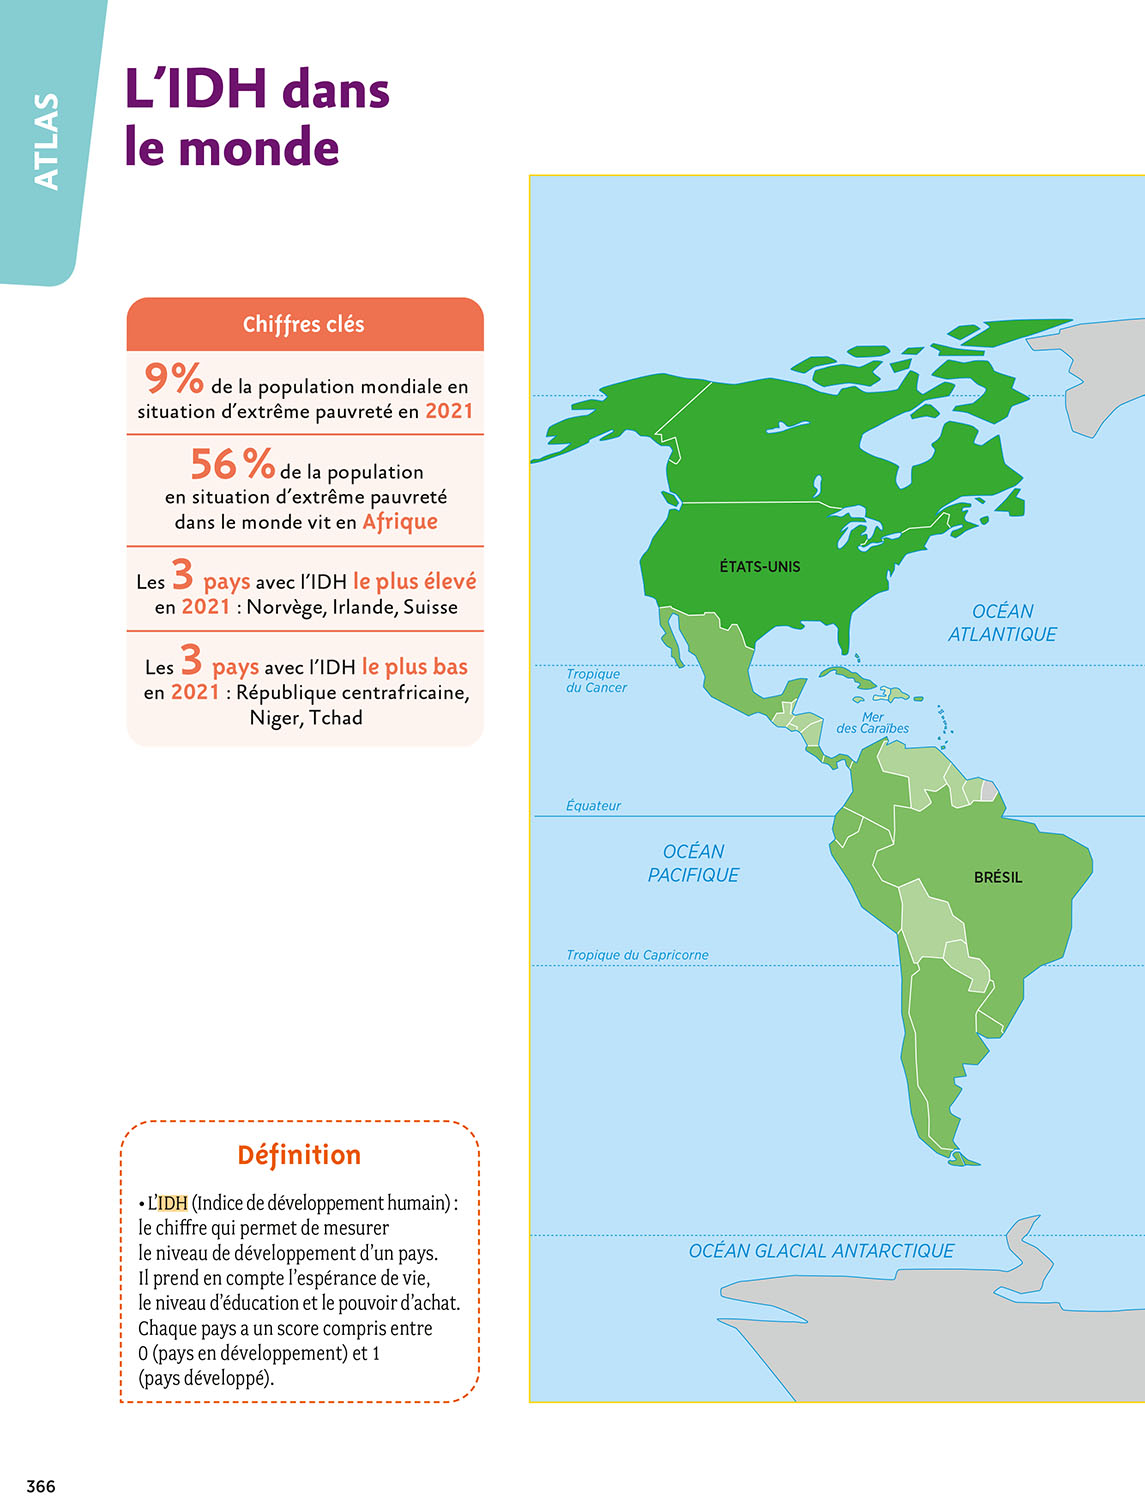 ATLAS
L’IDH dans
le monde
Chiffres clés
9% de la population mondiale en
situation d’extrême pauvreté en 2021
56 % de la population
en situation d’extrême pauvreté
dans le monde vit en Afrique
Les 3 pays avec l’IDH le plus élevé
en 2021 : Norvège, Irlande, Suisse
Les 3 pays avec l’IDH le plus bas
en 2021 : République centrafricaine,
Niger, Tchad
ÉTATS-UNIS
OCÉAN
ATLANTIQUE
Tropique
du Cancer
Mer
des Caraïbes
Équateur
OCÉAN
PACIFIQUE
BRÉSIL
Tropique du Capricorne
OCÉAN GLACIAL ANTARCTIQUE
Définition
• L’IDH (Indice de développement humain) :
le chiffre qui permet de mesurer
le niveau de développement d’un pays.
Il prend en compte l’espérance de vie,
le niveau d’éducation et le pouvoir d’achat.
Chaque pays a un score compris entre
0 (pays en développement) et 1
(pays développé).
366